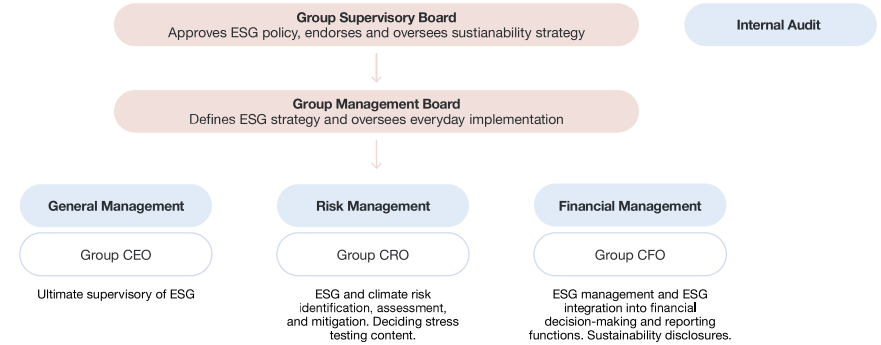 Group Supervisory Board
Approves ESG policy, endorses and oversees sustianability strategy
Internal Audit
Group Management Board
Defines ESG strategy and oversees everyday implementation
General Management
Risk Management
Financial Management
Group CEO
Group CRO
Group CFO
Ultimate supervisory of ESG
ESG and climate risk
identification, assessment,
and mitigation. Deciding stress
testing content.
ESG management and ESG
integration into financial
decision-making and reporting
functions. Sustainability disclosures.